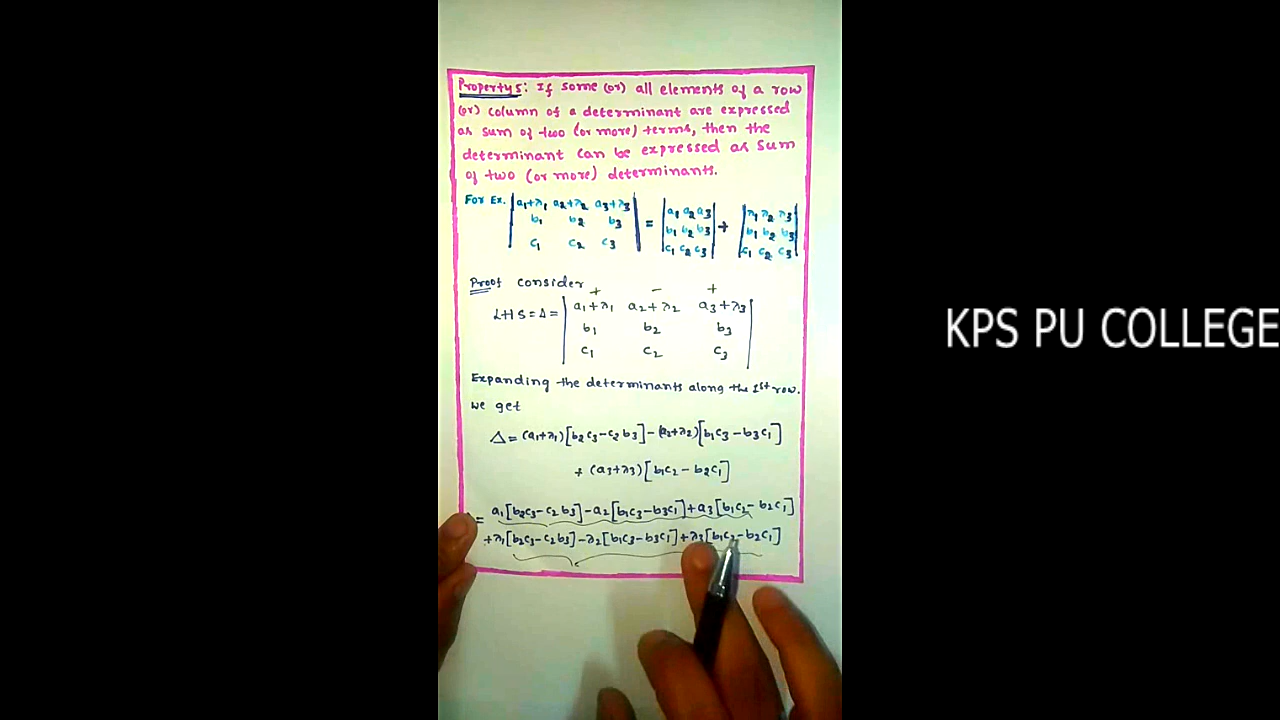 Property 5: If some (or) all elements of a row
(or) column of a determinant are expressed
as sum of two (or more) terms, then the
determinant can be expressed as sum
of two (or more) determinants.
For Ex. |a₁+λ₁ a₂+λ₂ a₃+λ₃| = |a₁ a₂ a₃| + |λ₁ λ₂ λ₃|
|b₁ b₂ b₃| |b₁ b₂ b₃| |b₁ b₂ b₃|
|c₁ c₂ c₃| |c₁ c₂ c₃| |c₁ c₂ c₃|
Proof consider
+ − +
LHS = Δ = |a₁+λ₁ a₂+λ₂ a₃+λ₃|
|b₁ b₂ b₃|
|c₁ c₂ c₃|
Expanding the determinants along the 1st row.
we get
Δ = (a₁+λ₁)[b₂c₃−c₂b₃]−(a₂+λ₂)[b₁c₃−b₃c₁]
+ (a₃+λ₃)[b₁c₂−b₂c₁]
= a₁[b₂c₃−c₂b₃]−a₂[b₁c₃−b₃c₁]+a₃[b₁c₂−b₂c₁]
+λ₁[b₂c₃−c₂b₃]−λ₂[b₁c₃−b₃c₁]+λ₃[b₁c₂−b₂c₁]
KPS PU COLLEGE